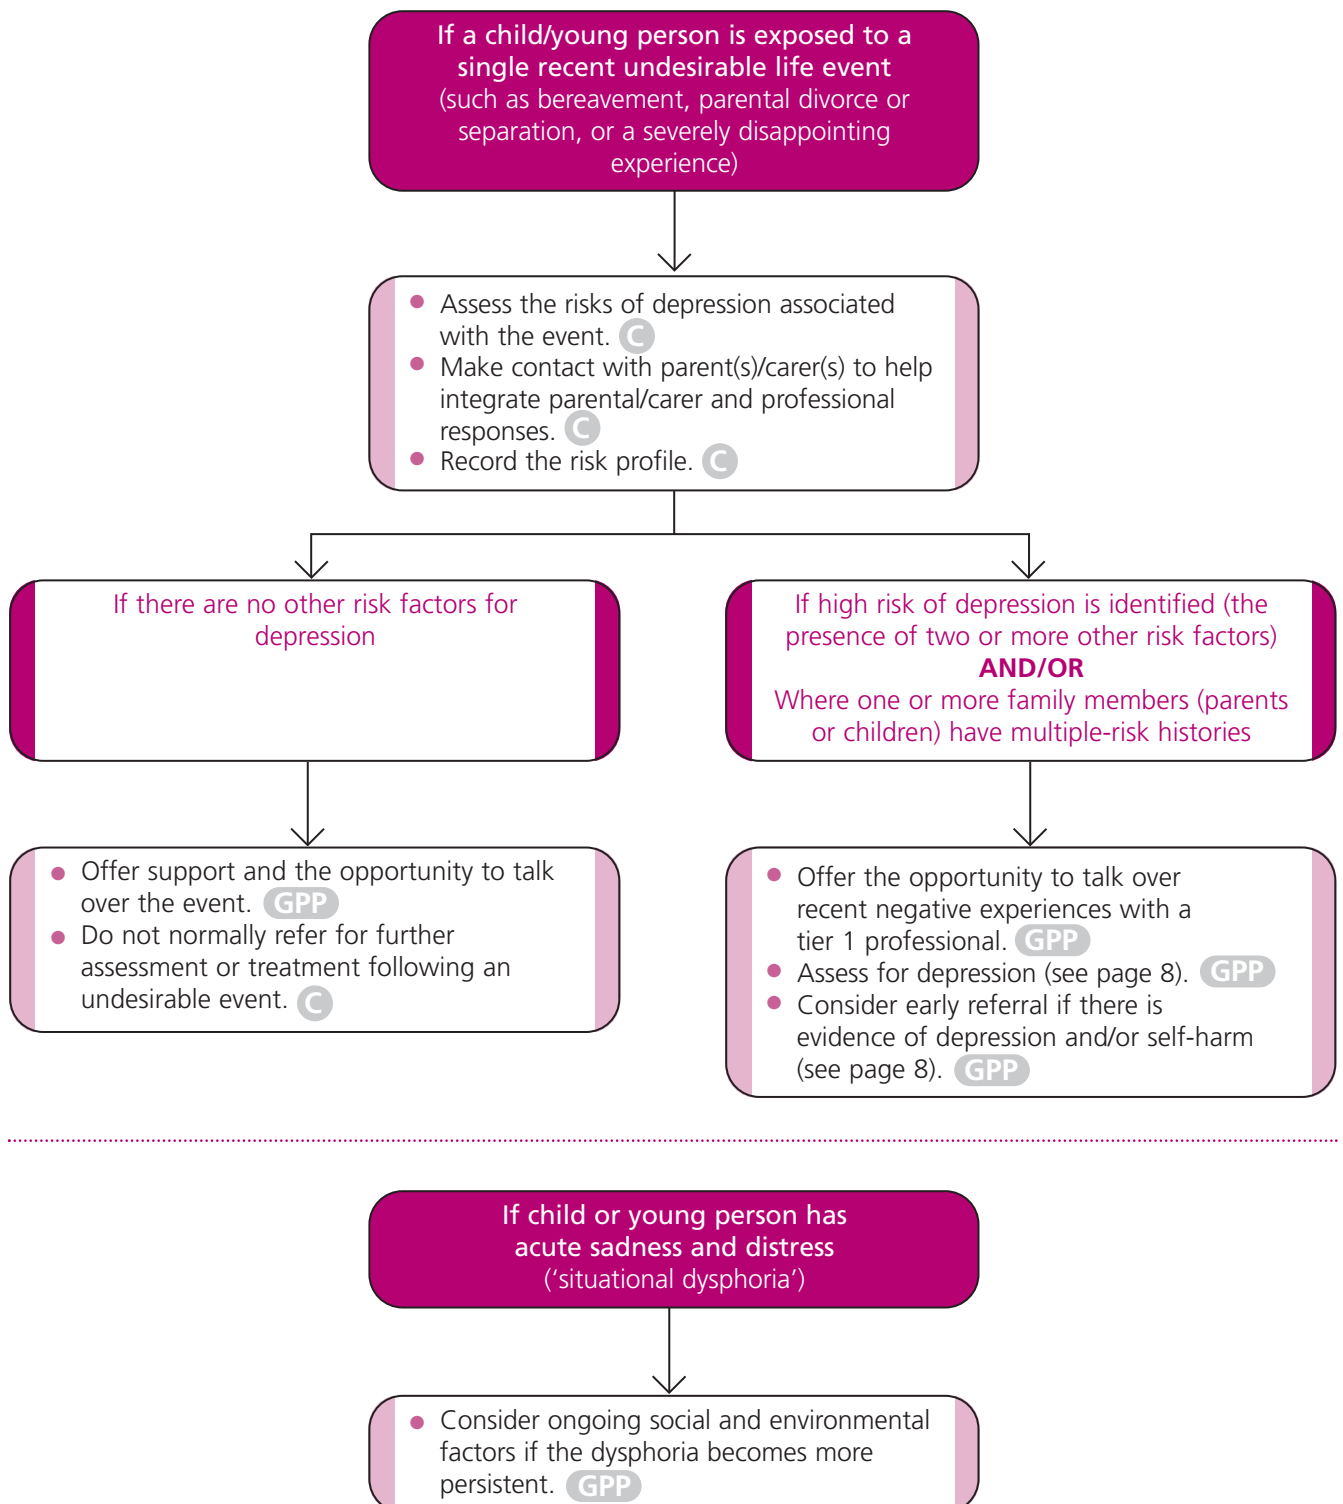 If a child/young person is exposed to a
single recent undesirable life event
(such as bereavement, parental divorce or
separation, or a severely disappointing
experience)
• Assess the risks of depression associated
with the event. C
• Make contact with parent(s)/carer(s) to help
integrate parental/carer and professional
responses. C
• Record the risk profile. C
If there are no other risk factors for
depression
If high risk of depression is identified (the
presence of two or more other risk factors)
AND/OR
Where one or more family members (parents
or children) have multiple-risk histories
• Offer support and the opportunity to talk
over the event. GPP
• Do not normally refer for further
assessment or treatment following an
undesirable event. C
• Offer the opportunity to talk over
recent negative experiences with a
tier 1 professional. GPP
• Assess for depression (see page 8). GPP
• Consider early referral if there is
evidence of depression and/or self-harm
(see page 8). GPP
If child or young person has
acute sadness and distress
(‘situational dysphoria’)
• Consider ongoing social and environmental
factors if the dysphoria becomes more
persistent. GPP